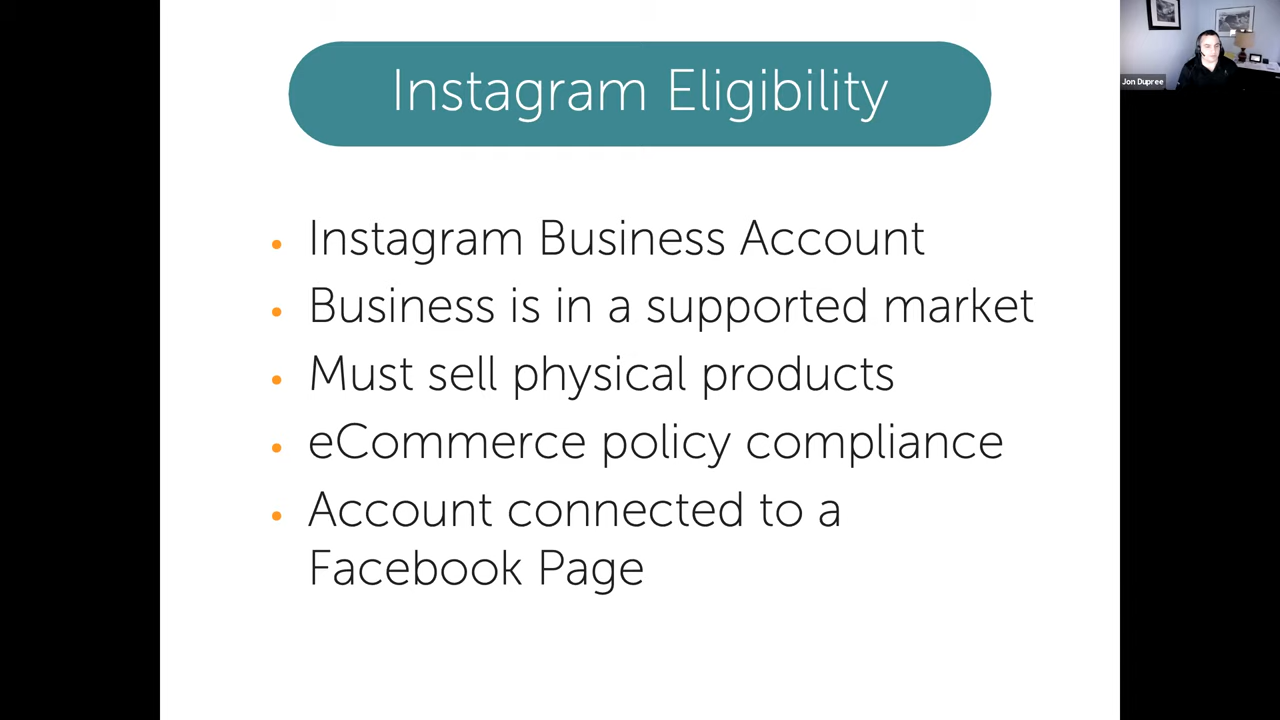 Instagram Eligibility
Jon Dupree
• Instagram Business Account
• Business is in a supported market
• Must sell physical products
• eCommerce policy compliance
• Account connected to a
Facebook Page